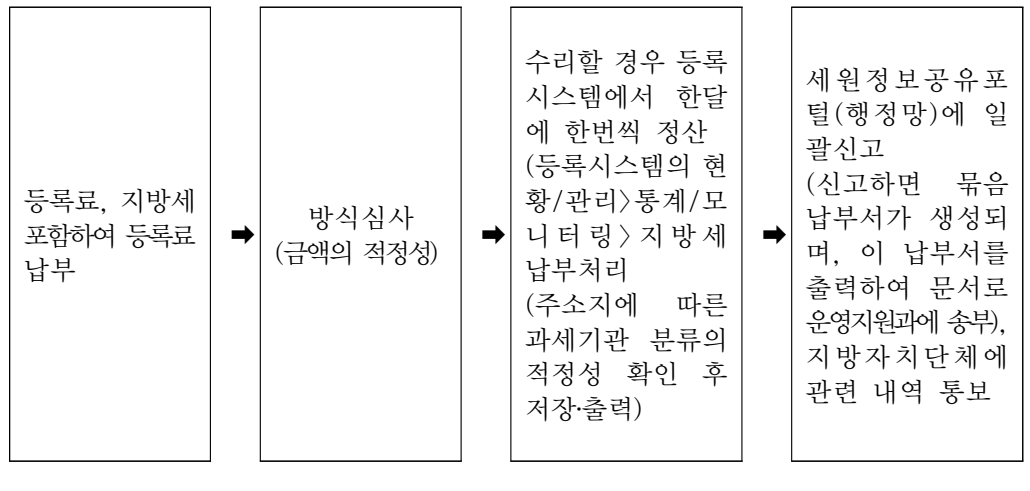 등록료, 지방세
포함하여 등록료
납부
➡
방식심사
(금액의 적정성)
➡
수리할 경우 등록
시스템에서 한달
에 한번씩 정산
(등록시스템의 현
황/관리〉통계/모
니터링〉지방세
납부처리
(주소지에 따른
과세기관 분류의
적정성 확인 후
저장·출력)
➡
세원정보공유포
털(행정망)에 일
괄신고
(신고하면 묶음
납부서가 생성되
며, 이 납부서를
출력하여 문서로
운영지원과에 송부),
지방자치단체에
관련 내역 통보